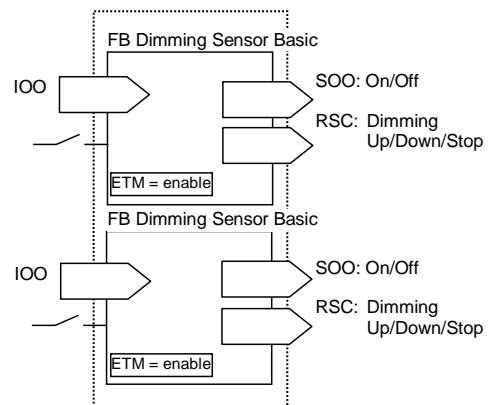 FB Dimming Sensor Basic
IOO
SOO: On/Off
RSC: Dimming
Up/Down/Stop
ETM = enable
FB Dimming Sensor Basic
IOO
SOO: On/Off
RSC: Dimming
Up/Down/Stop
ETM = enable